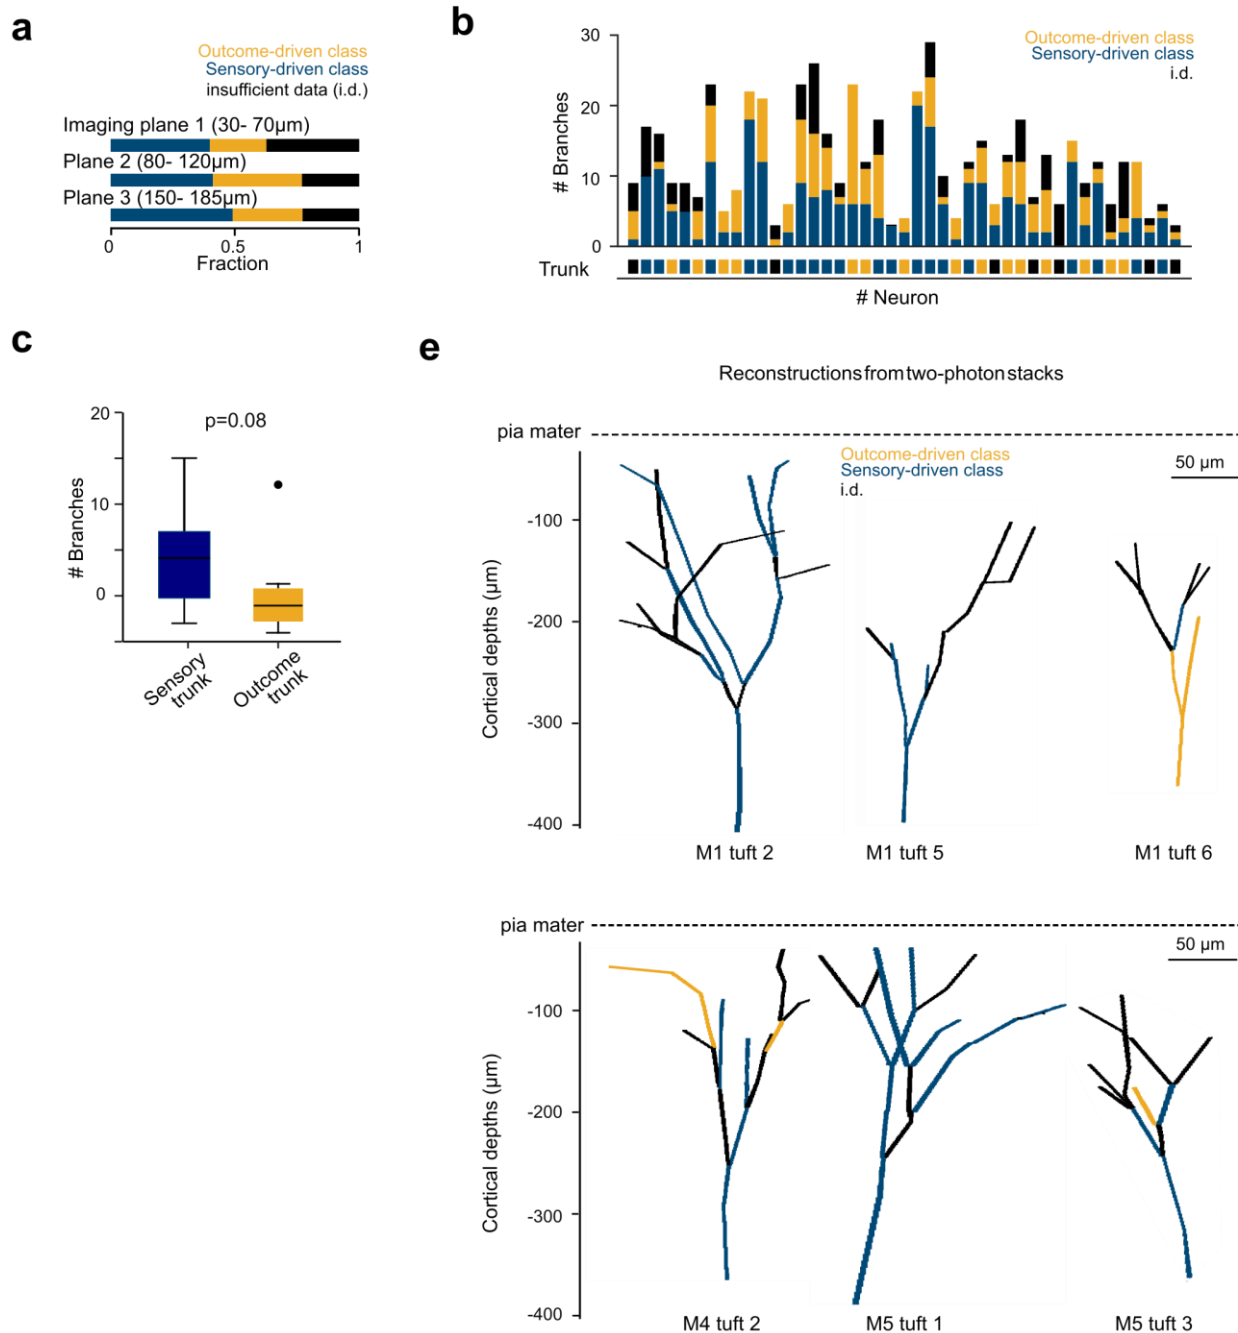 a
Outcome-driven class
Sensory-driven class
insufficient data (i.d.)
Imaging plane 1 (30- 70µm)
Plane 2 (80- 120µm)
Plane 3 (150- 185µm)
0 0.5 1
Fraction
b
Outcome-driven class
Sensory-driven class
i.d.
30
20
10
0
# Branches
Trunk
# Neuron
c
p=0.08
20
10
0
# Branches
Sensory
trunk
Outcome
trunk
e
Reconstructions from two-photon stacks
pia mater
Outcome-driven class
Sensory-driven class
i.d.
50 µm
-100
-200
-300
-400
Cortical depths (µm)
M1 tuft 2
M1 tuft 5
M1 tuft 6
pia mater
50 µm
-100
-200
-300
-400
Cortical depths (µm)
M4 tuft 2
M5 tuft 1
M5 tuft 3